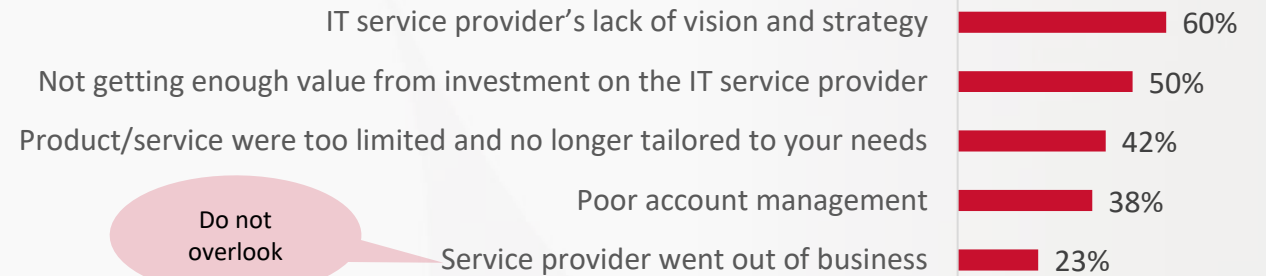 IT service provider’s lack of vision and strategy 60%
Not getting enough value from investment on the IT service provider 50%
Product/service were too limited and no longer tailored to your needs 42%
Poor account management 38%
Do not
overlook
Service provider went out of business 23%